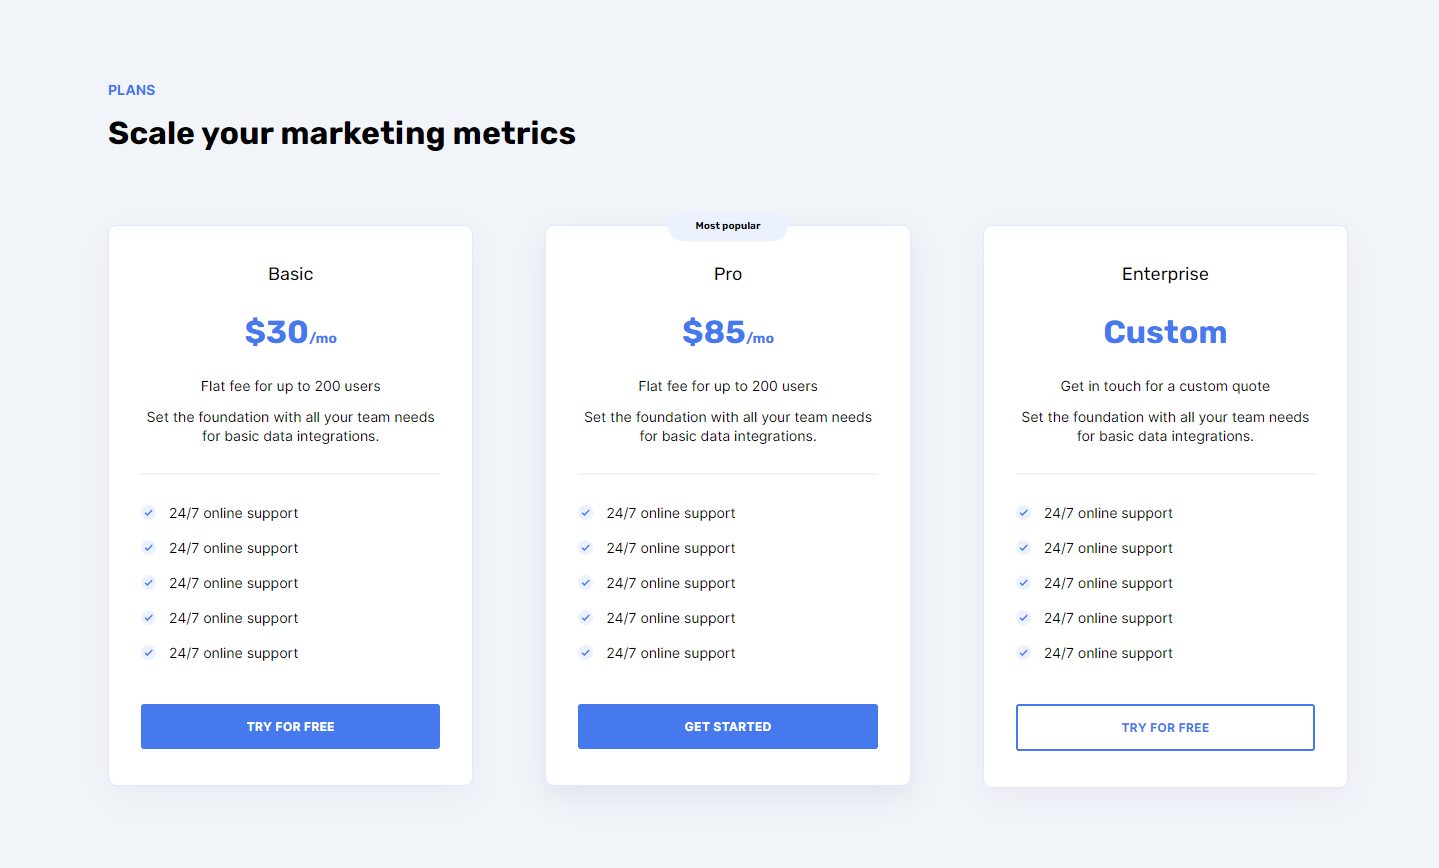 PLANS
Scale your marketing metrics
Basic
$30/mo
Flat fee for up to 200 users
Set the foundation with all your team needs
for basic data integrations.
24/7 online support
24/7 online support
24/7 online support
24/7 online support
24/7 online support
TRY FOR FREE
Most popular
Pro
$85/mo
Flat fee for up to 200 users
Set the foundation with all your team needs
for basic data integrations.
24/7 online support
24/7 online support
24/7 online support
24/7 online support
24/7 online support
GET STARTED
Enterprise
Custom
Get in touch for a custom quote
Set the foundation with all your team needs
for basic data integrations.
24/7 online support
24/7 online support
24/7 online support
24/7 online support
24/7 online support
TRY FOR FREE